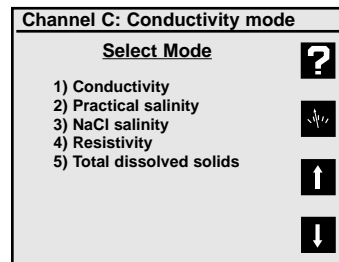 Channel C: Conductivity mode
Select Mode
?
1) Conductivity
2) Practical salinity
3) NaCl salinity
4) Resistivity
5) Total dissolved solids